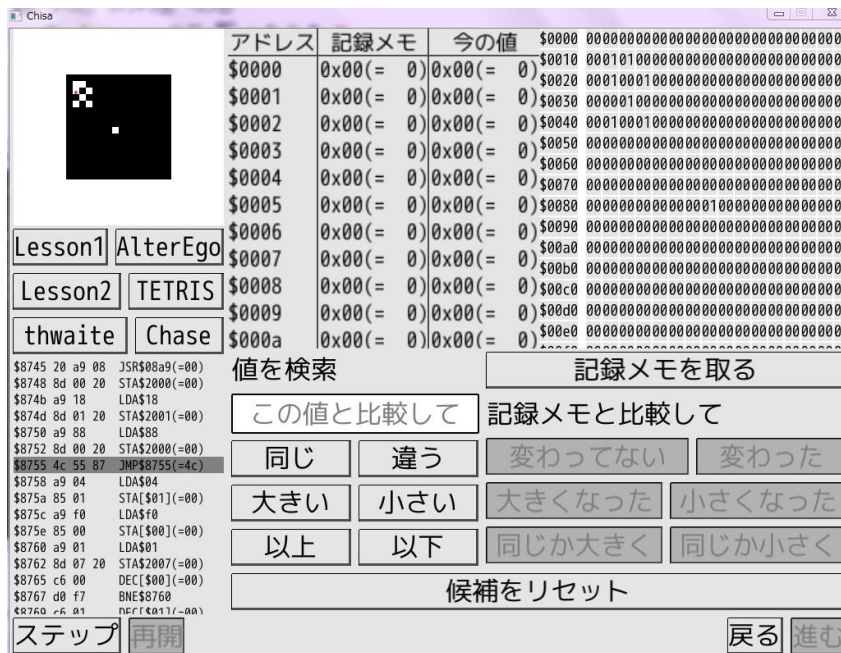 Chisa
アドレス 記録メモ 今の値
$0000 0x00(= 0) 0x00(= 0)
$0001 0x00(= 0) 0x00(= 0)
$0002 0x00(= 0) 0x00(= 0)
$0003 0x00(= 0) 0x00(= 0)
$0004 0x00(= 0) 0x00(= 0)
$0005 0x00(= 0) 0x00(= 0)
$0006 0x00(= 0) 0x00(= 0)
$0007 0x00(= 0) 0x00(= 0)
$0008 0x00(= 0) 0x00(= 0)
$0009 0x00(= 0) 0x00(= 0)
$000a 0x00(= 0) 0x00(= 0)
$0000 00000000000000000000000000000000
$0010 00010100000000000000000000000000
$0020 00010001000000000000000000000000
$0030 00000100000000000000000000000000
$0040 00010001000000000000000000000000
$0050 00000000000000000000000000000000
$0060 00000000000000000000000000000000
$0070 00000000000000000000000000000000
$0080 00000000000000010000000000000000
$0090 00000000000000000000000000000000
$00a0 00000000000000000000000000000000
$00b0 00000000000000000000000000000000
$00c0 00000000000000000000000000000000
$00d0 00000000000000000000000000000000
$00e0 00000000000000000000000000000000
Lesson1 AlterEgo
Lesson2 TETRIS
thwaite Chase
$8745 20 a9 08 JSR$08a9(=00)
$8748 8d 00 20 STA$2000(=00)
$874b a9 18 LDA$18
$874d 8d 01 20 STA$2001(=00)
$8750 a9 88 LDA$88
$8752 8d 00 20 STA$2000(=00)
$8755 4c 55 87 JMP$8755(=4c)
$8758 a9 04 LDA$04
$875a 85 01 STA[$01](=00)
$875c a9 f0 LDA$f0
$875e 85 00 STA[$00](=00)
$8760 a9 01 LDA$01
$8762 8d 07 20 STA$2007(=00)
$8765 c6 00 DEC[$00](=00)
$8767 d0 f7 BNE$8760
$8769 c6 01 DEC[$01](=00)
値を検索 記録メモを取る
この値と比較して 記録メモと比較して
同じ 違う 変わってない 変わった
大きい 小さい 大きくなった 小さくなった
以上 以下 同じか大きく 同じか小さく
候補をリセット
ステップ 再開 戻る 進む